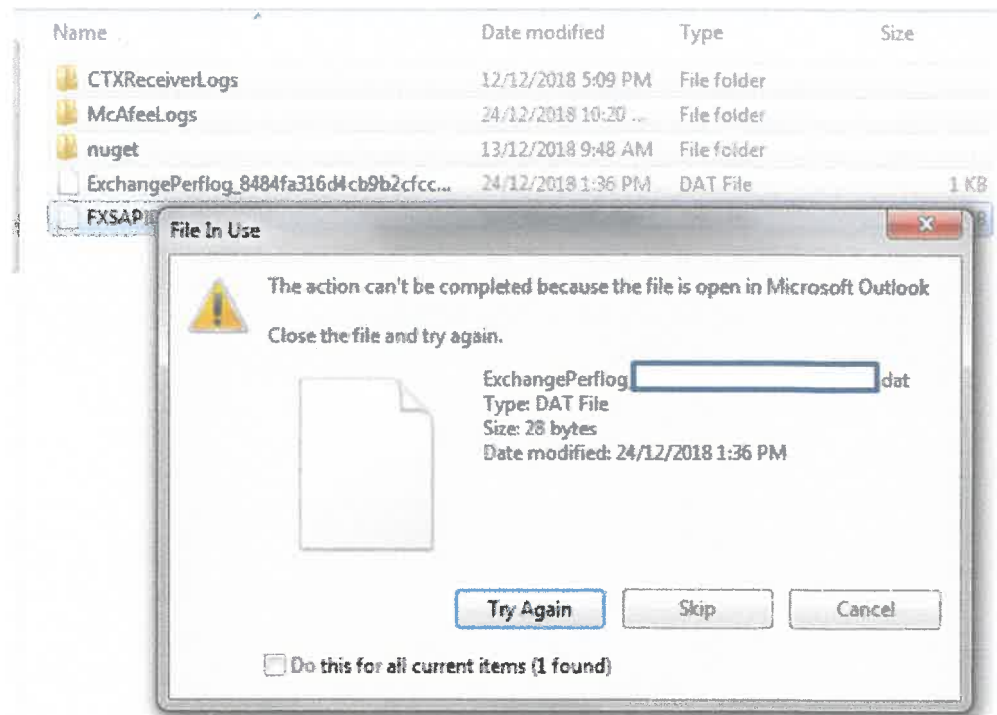 Name Date modified Type Size
CTXReceiverLogs 12/12/2018 5:09 PM File folder
McAfeeLogs 24/12/2018 10:20 ... File folder
nuget 13/12/2018 9:48 AM File folder
ExchangePerflog_8484fa316d4cb9b2cfcc... 24/12/2018 1:36 PM DAT File 1 KB
FXSAPI
File In Use
The action can't be completed because the file is open in Microsoft Outlook
Close the file and try again.
ExchangePerflog_ dat
Type: DAT File
Size: 28 bytes
Date modified: 24/12/2018 1:36 PM
Try Again Skip Cancel
Do this for all current items (1 found)